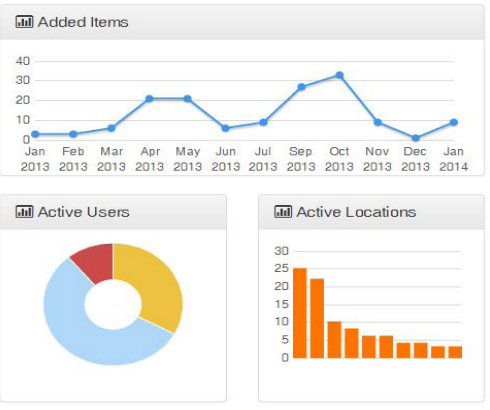 Added Items
40
30
20
10
0
Jan Feb Mar Apr May Jun Jul Sep Oct Nov Dec Jan
2013 2013 2013 2013 2013 2013 2013 2013 2013 2013 2013 2014
Active Users
Active Locations
30
25
20
15
10
5
0